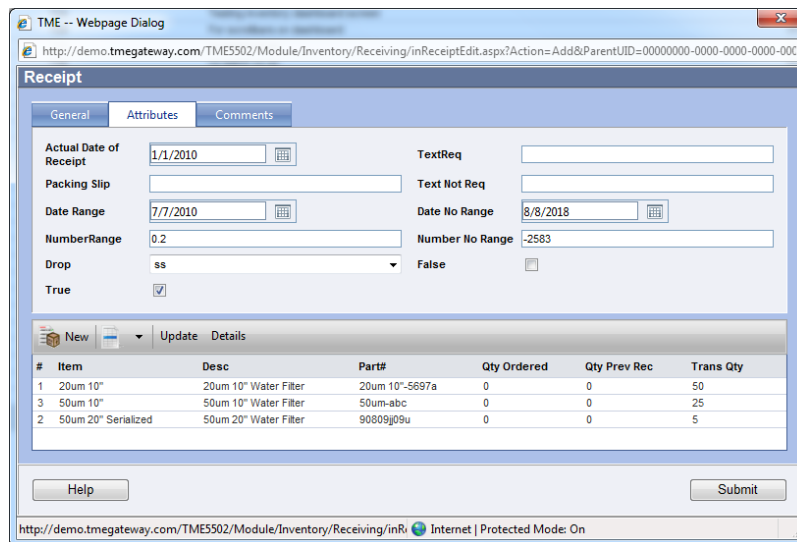 TME -- Webpage Dialog
http://demo.tmegateway.com/TME5502/Module/Inventory/Receiving/inReceiptEdit.aspx?Action=Add&ParentUID=00000000-0000-0000-0000-000
Receipt
General Attributes Comments
Actual Date of Receipt 1/1/2010 TextReq
Packing Slip Text Not Req
Date Range 7/7/2010 Date No Range 8/8/2018
NumberRange 0.2 Number No Range -2583
Drop ss False
True
New Update Details
# Item Desc Part# Qty Ordered Qty Prev Rec Trans Qty
1 20um 10" 20um 10" Water Filter 20um 10"-5697a 0 0 50
3 50um 10" 50um 10" Water Filter 50um-abc 0 0 25
2 50um 20" Serialized 50um 20" Water Filter 90809jj09u 0 0 5
Help Submit
http://demo.tmegateway.com/TME5502/Module/Inventory/Receiving/inR Internet | Protected Mode: On